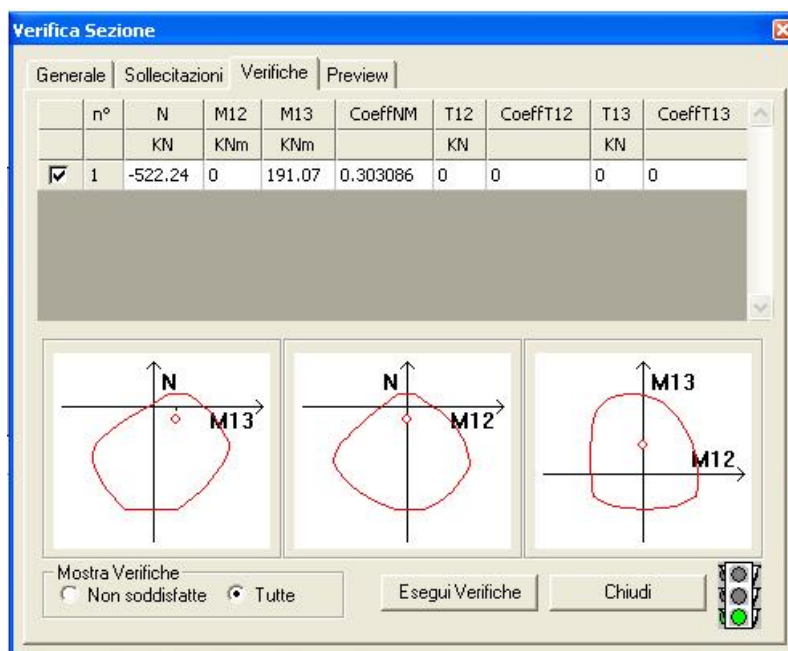 Verifica Sezione
Generale Sollecitazioni Verifiche Preview
n° N M12 M13 CoeffNM T12 CoeffT12 T13 CoeffT13
KN KNm KNm KN KN
1 -522.24 0 191.07 0.303086 0 0 0 0
N
M13
N
M12
M13
M12
Mostra Verifiche
Non soddisfatte Tutte
Esegui Verifiche
Chiudi